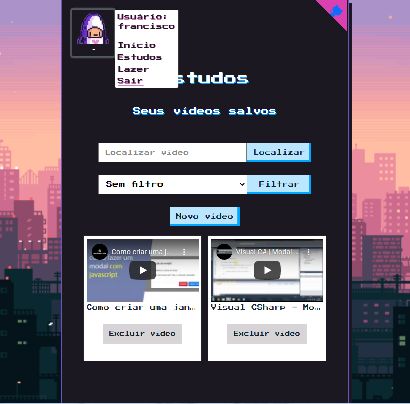 Usuário:
francisco
Início
Estudos
Lazer
Sair
studos
Seus vídeos salvos
Localizar vídeo
Localizar
Sem filtro
Filtrar
Novo vídeo
Como criar uma j...
modal com
javascript
Como criar uma jan...
Excluir vídeo
Visual C# | Modal
Visual CSharp - Mo...
Excluir vídeo